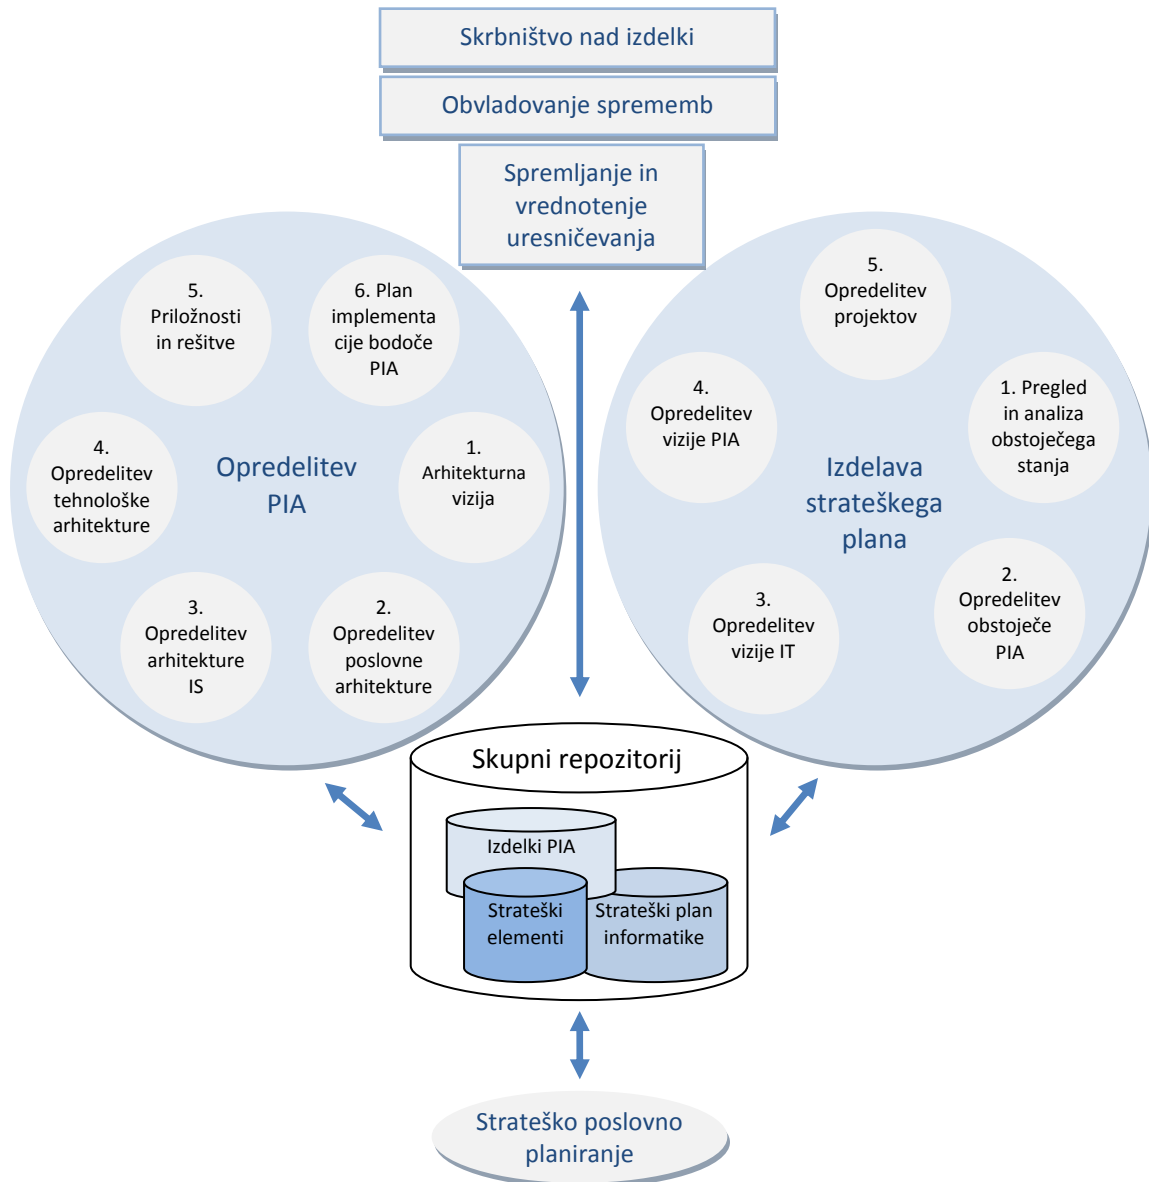 Skrbništvo nad izdelki
Obvladovanje sprememb
Spremljanje in
vrednotenje
uresničevanja
5.
Priložnosti
in rešitve
6. Plan
implementa
cije bodoče
PIA
4.
Opredelitev
tehnološke
arhitekture
Opredelitev
PIA
1.
Arhitekturna
vizija
3.
Opredelitev
arhitekture
IS
2.
Opredelitev
poslovne
arhitekture
5.
Opredelitev
projektov
4.
Opredelitev
vizije PIA
1. Pregled
in analiza
obstoječega
stanja
Izdelava
strateškega
plana
3.
Opredelitev
vizije IT
2.
Opredelitev
obstoječe
PIA
Skupni repozitorij
Izdelki PIA
Strateški
elementi
Strateški plan
informatike
Strateško poslovno
planiranje